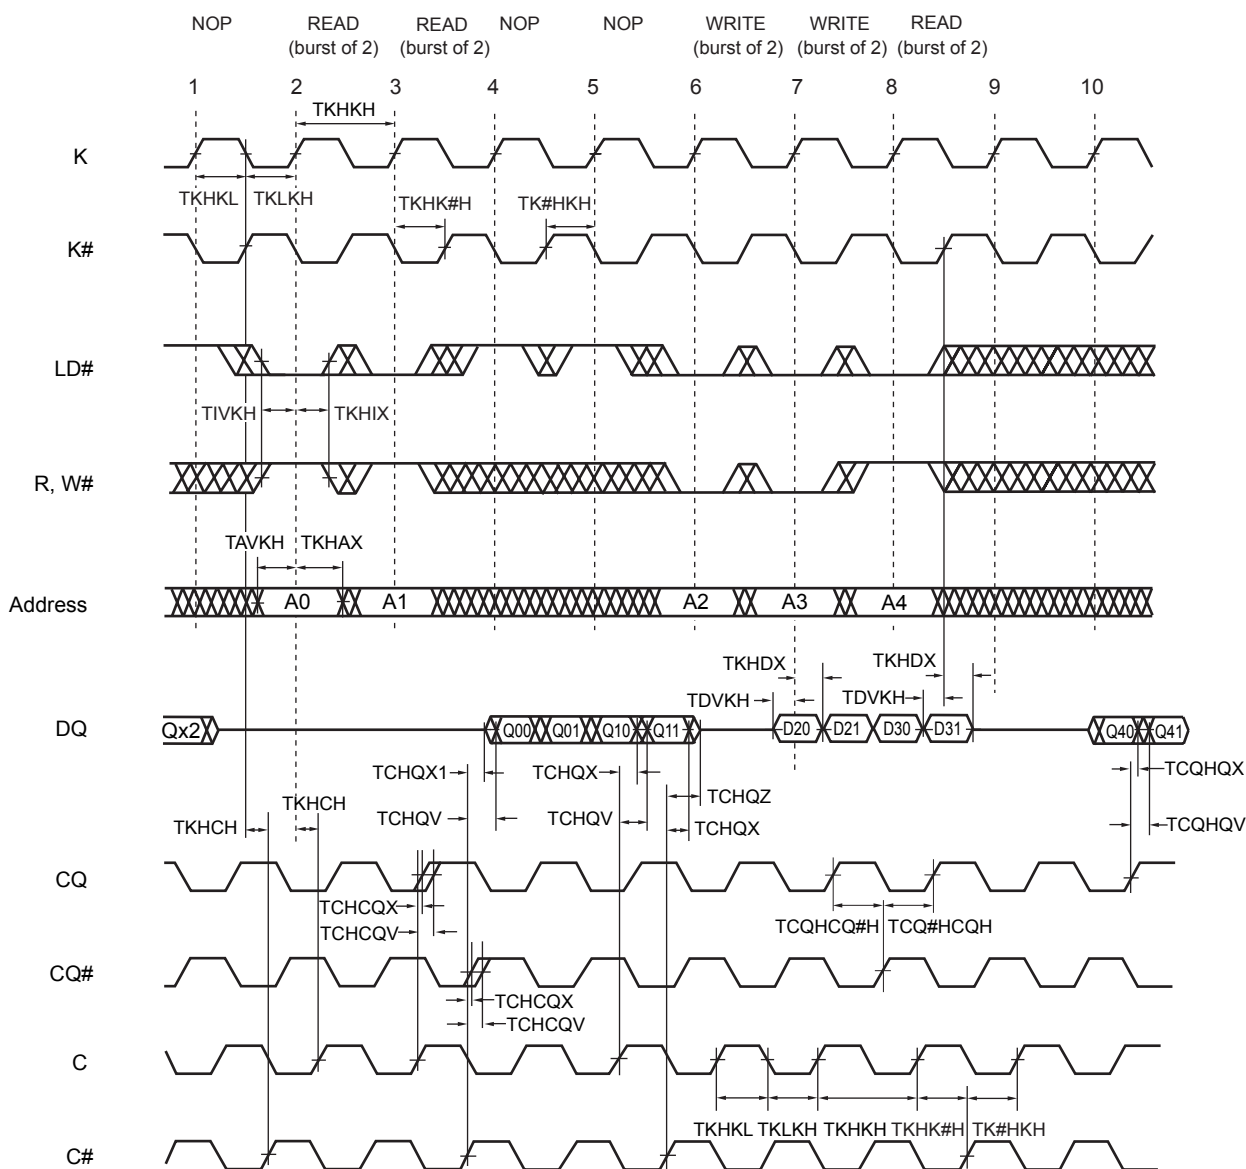 NOP READ READ NOP NOP WRITE WRITE READ
(burst of 2) (burst of 2) (burst of 2) (burst of 2) (burst of 2)
1 2 3 4 5 6 7 8 9 10
TKHKH
K
TKHKL TKLKH TKHK#H TK#HKH
K#
LD#
TIVKH TKHIX
R, W#
TAVKH TKHAX
Address A0 A1 A2 A3 A4
TKHDX TKHDX
TDVKH TDVKH
DQ Qx2 Q00 Q01 Q10 Q11 D20 D21 D30 D31 Q40 Q41
TCHQX1 TCHQX TCQHQX
TCHQZ
TKHCH
TKHCH TCHQV TCHQV TCHQX TCQHQV
CQ
TCHCQX
TCQHCQ#H TCQ#HCQH
TCHCQV
CQ#
TCHCQX
TCHCQV
C
TKHKL TKLKH TKHKH TKHK#H TK#HKH
C#